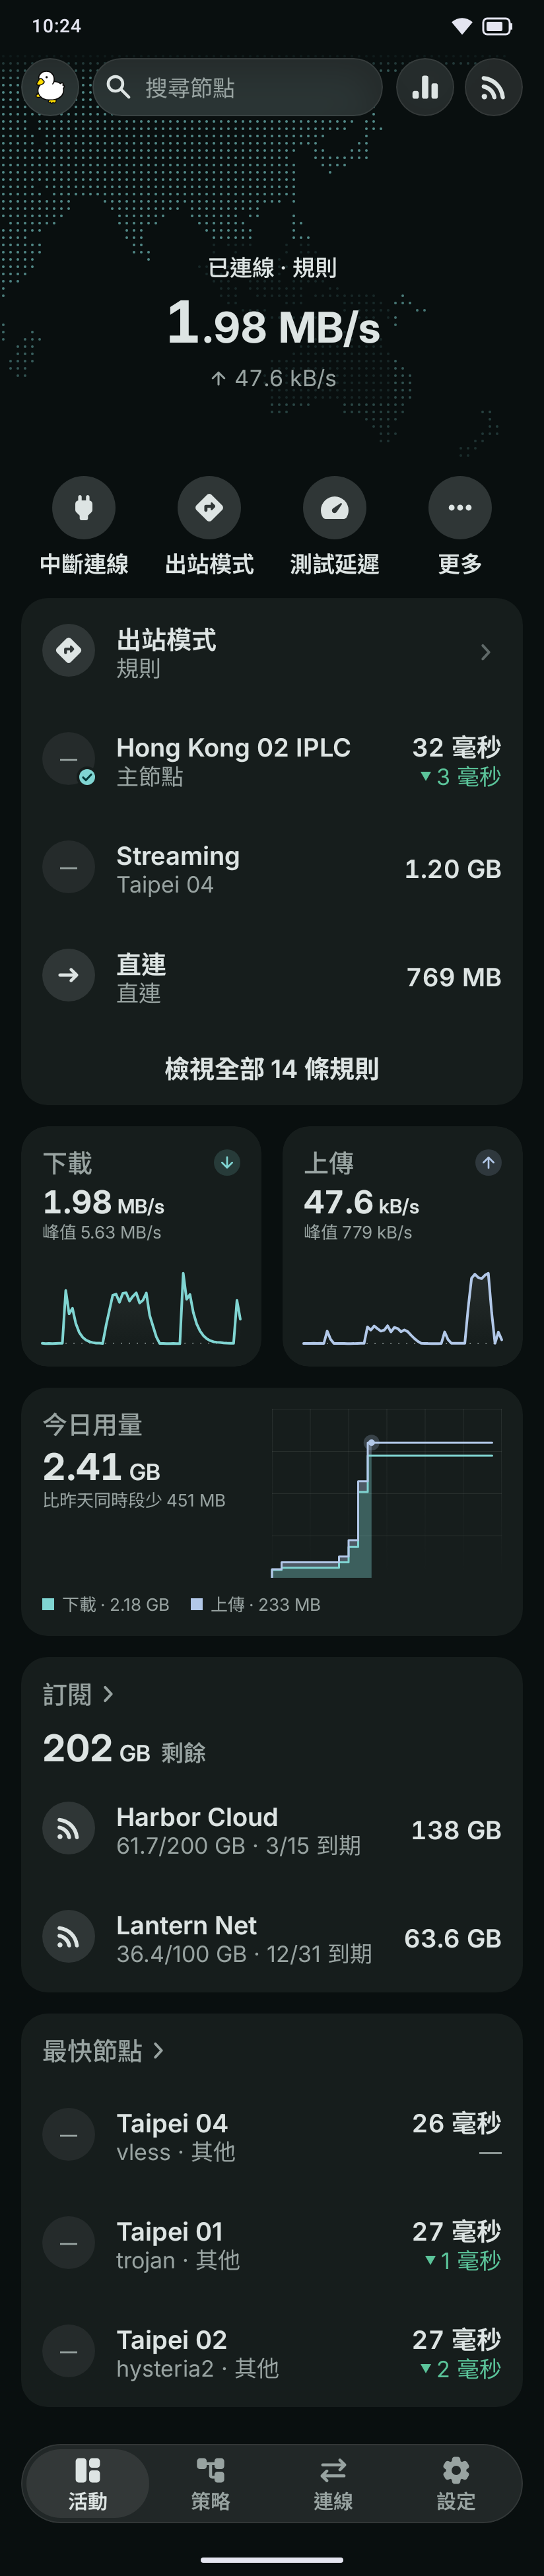 10:24
搜尋節點
已連線 · 規則
1.98 MB/s
↑ 47.6 kB/s
中斷連線
出站模式
測試延遲
更多
出站模式
規則
Hong Kong 02 IPLC
32 毫秒
主節點
▼3 毫秒
Streaming
Taipei 04
1.20 GB
直連
直連
769 MB
檢視全部 14 條規則
下載
1.98 MB/s
峰值 5.63 MB/s
上傳
47.6 kB/s
峰值 779 kB/s
今日用量
2.41 GB
比昨天同時段少 451 MB
下載 · 2.18 GB
上傳 · 233 MB
訂閱
202 GB 剩餘
Harbor Cloud
61.7/200 GB · 3/15 到期
138 GB
Lantern Net
36.4/100 GB · 12/31 到期
63.6 GB
最快節點
Taipei 04
26 毫秒
vless · 其他
—
Taipei 01
27 毫秒
trojan · 其他
▼1 毫秒
Taipei 02
27 毫秒
hysteria2 · 其他
▼2 毫秒
活動
策略
連線
設定